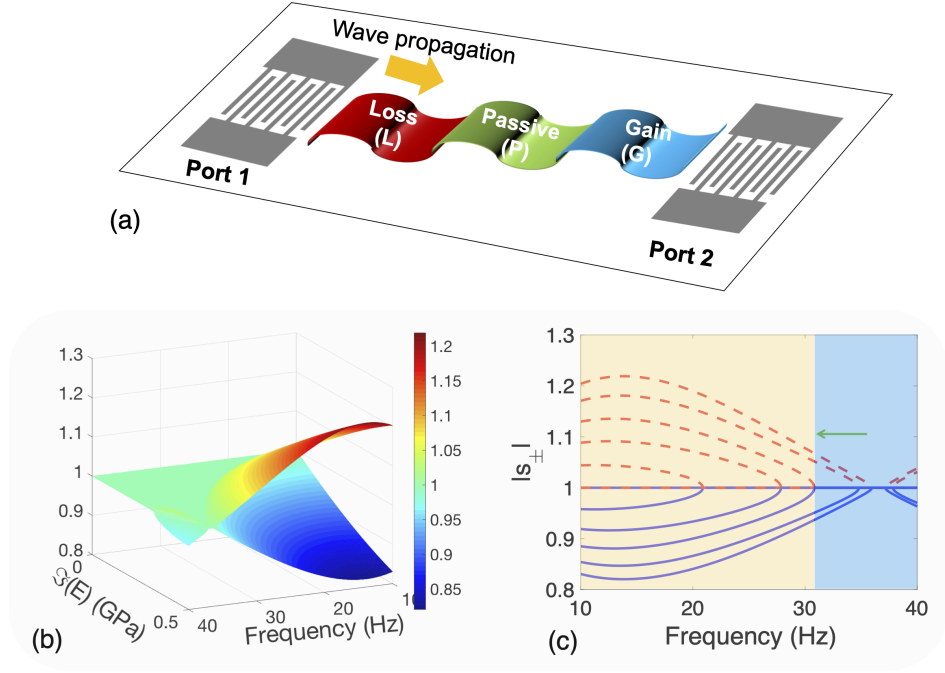 Wave propagation
Loss
(L)
Passive
(P)
Gain
(G)
Port 1
Port 2
(a)
1.3
1.2
1.1
1
0.9
0.8
0
0.5
ℑ(E) (GPa)
40
30
20
10
Frequency (Hz)
(b)
1.2
1.15
1.1
1.05
1
0.95
0.9
0.85
1.3
1.2
1.1
1
0.9
0.8
|s±|
10
20
30
40
Frequency (Hz)
(c)